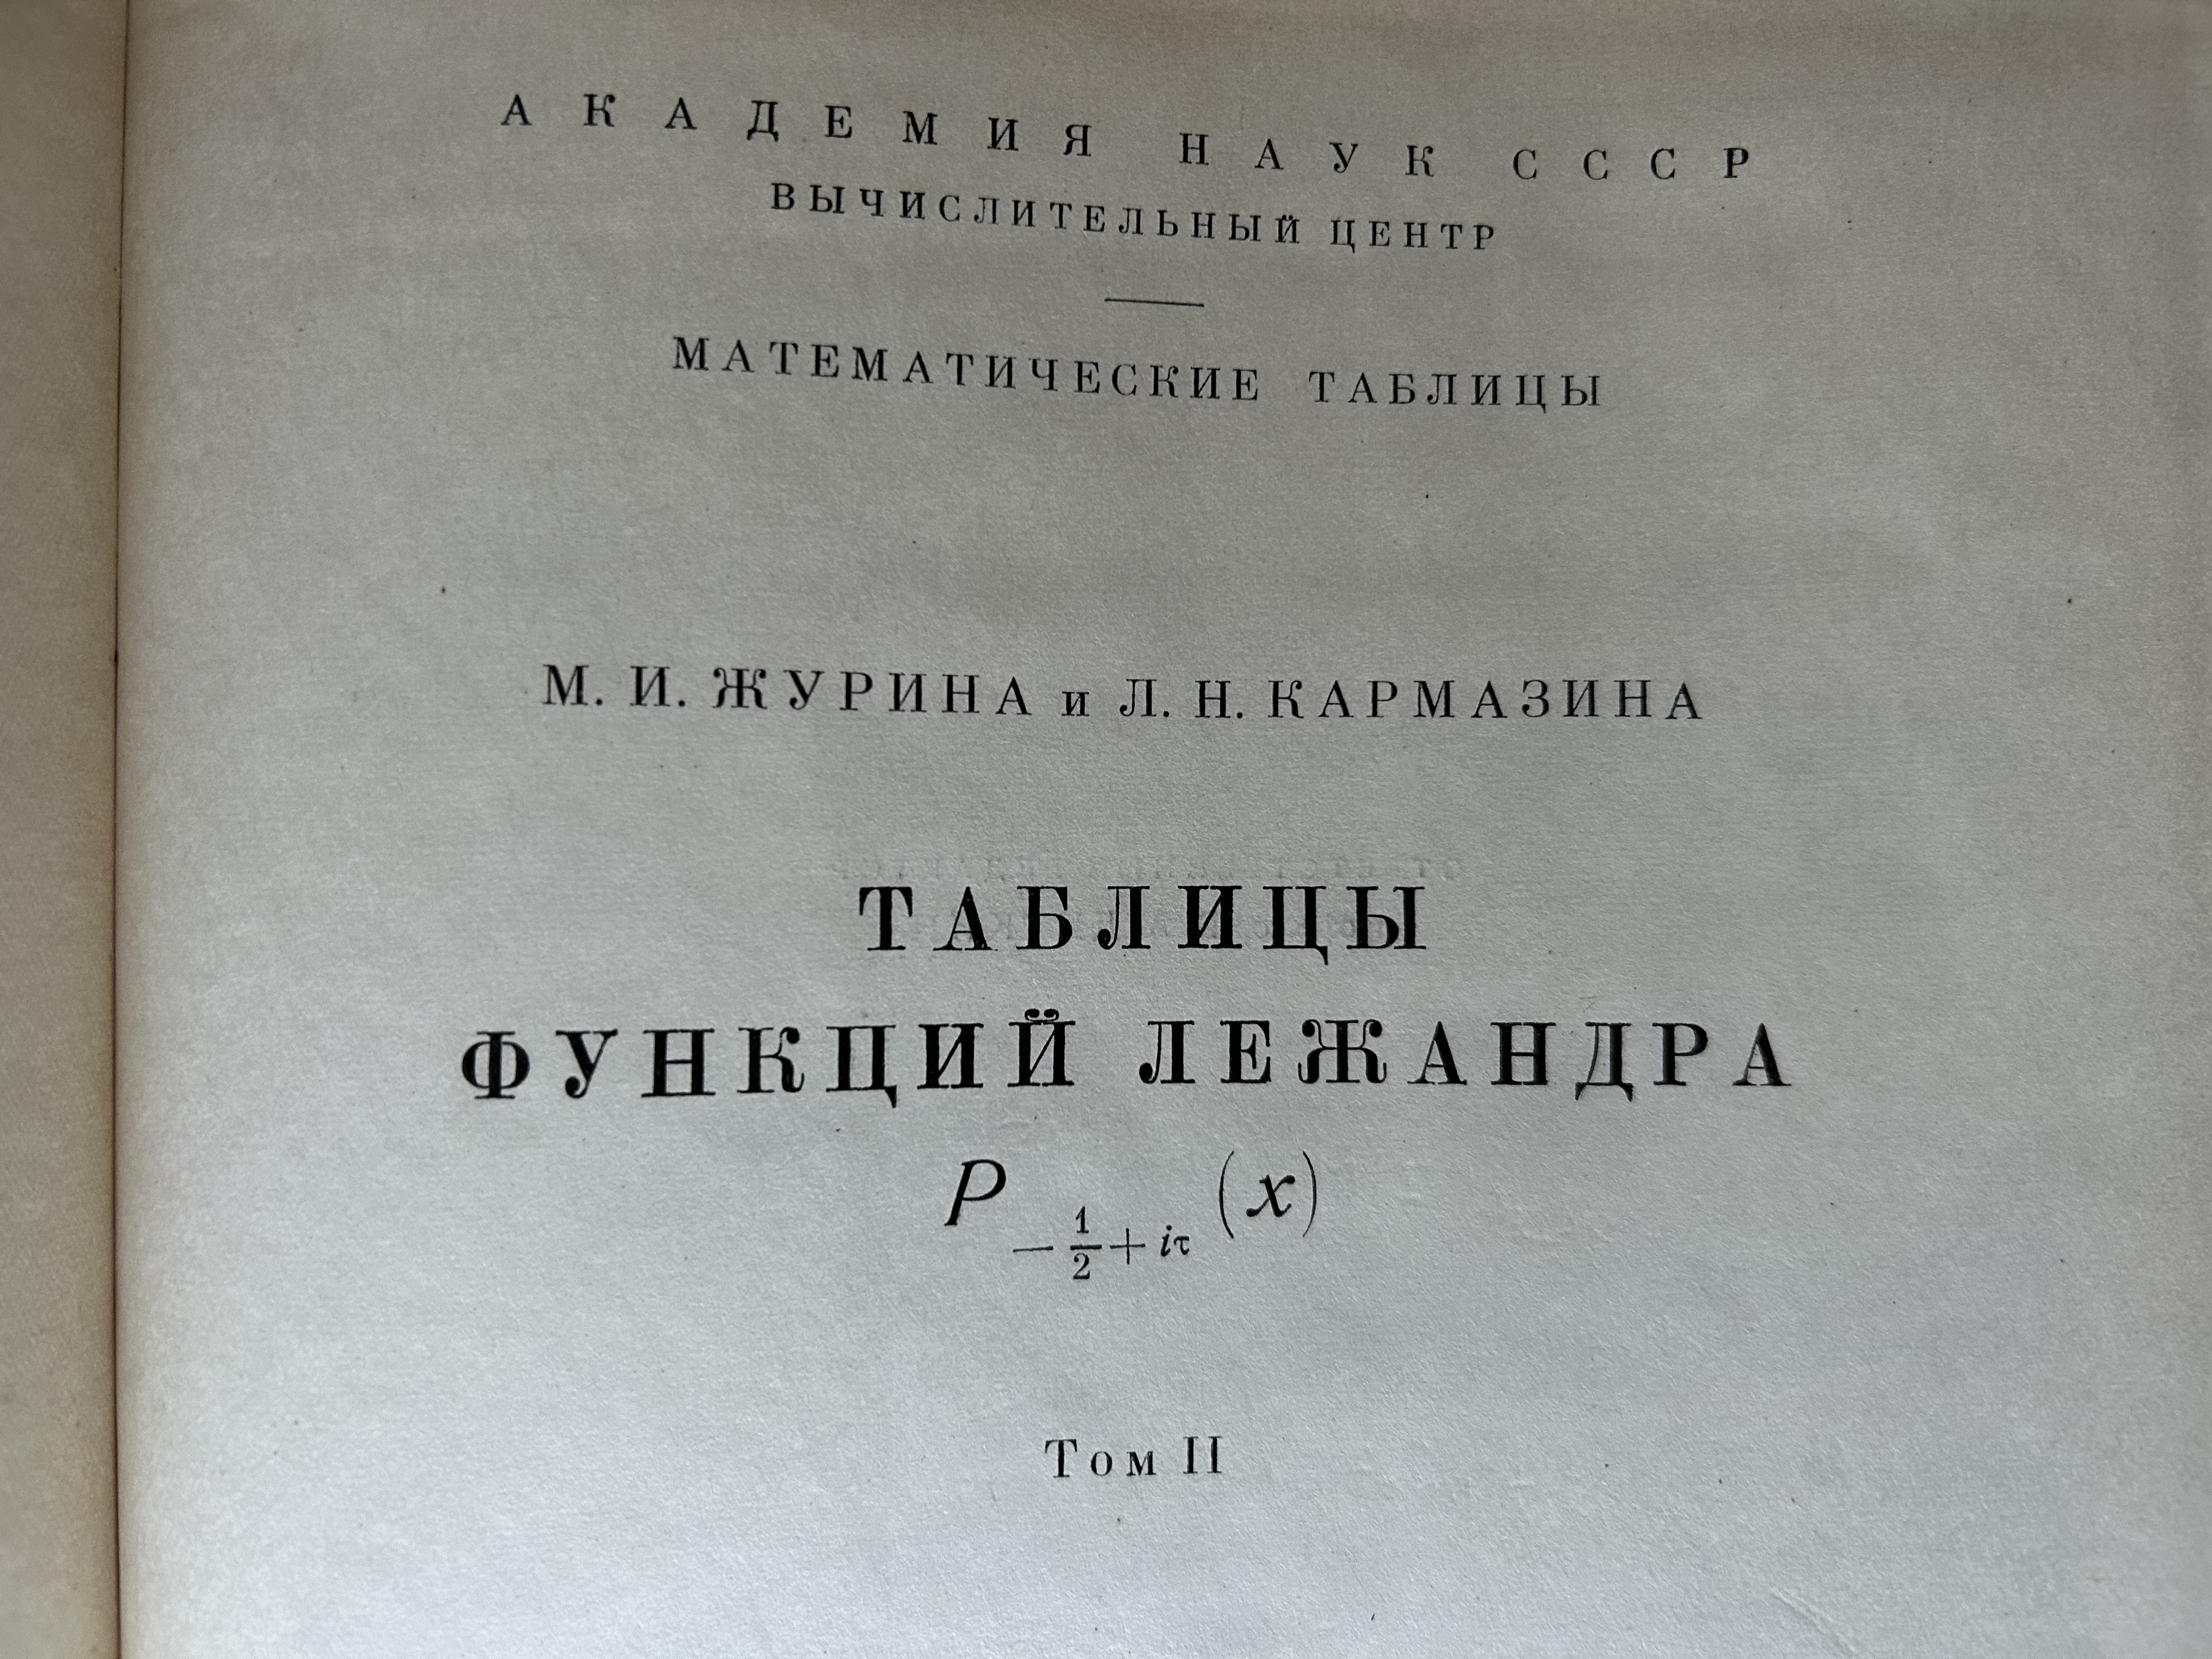 АКАДЕМИЯ НАУК СССР
ВЫЧИСЛИТЕЛЬНЫЙ ЦЕНТР
МАТЕМАТИЧЕСКИЕ ТАБЛИЦЫ
М. И. ЖУРИНА и Л. Н. КАРМАЗИНА
ТАБЛИЦЫ
ФУНКЦИЙ ЛЕЖАНДРА
P_{-1/2+iτ}(x)
Том II